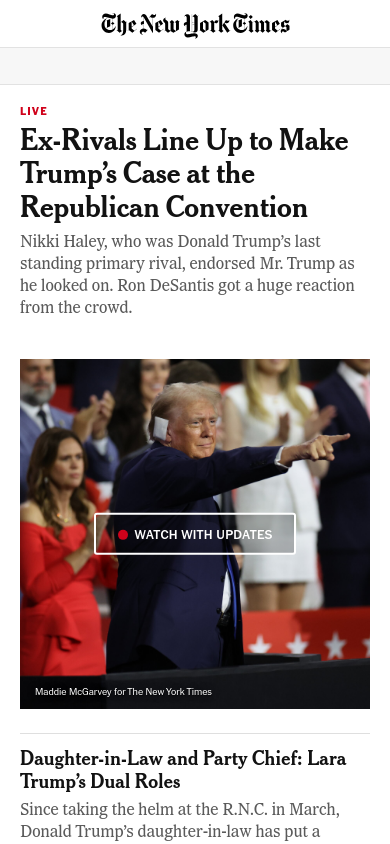 The New York Times
LIVE
Ex-Rivals Line Up to Make
Trump’s Case at the
Republican Convention
Nikki Haley, who was Donald Trump’s last
standing primary rival, endorsed Mr. Trump as
he looked on. Ron DeSantis got a huge reaction
from the crowd.
WATCH WITH UPDATES
Maddie McGarvey for The New York Times
Daughter-in-Law and Party Chief: Lara
Trump’s Dual Roles
Since taking the helm at the R.N.C. in March,
Donald Trump’s daughter-in-law has put a